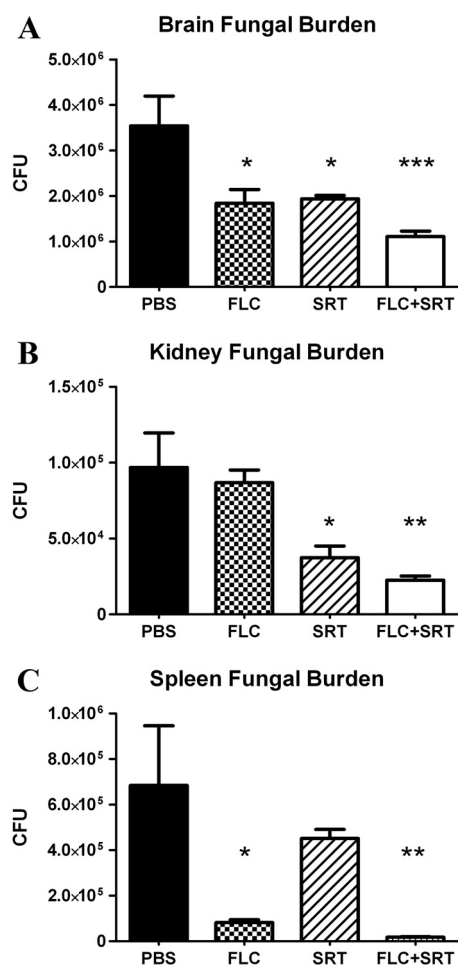 A
Brain Fungal Burden
CFU
5.0×10⁶
4.0×10⁶
3.0×10⁶
2.0×10⁶
1.0×10⁶
0
* * ***
PBS FLC SRT FLC+SRT
B
Kidney Fungal Burden
CFU
1.5×10⁵
1.0×10⁵
5.0×10⁴
0
* **
PBS FLC SRT FLC+SRT
C
Spleen Fungal Burden
CFU
1.0×10⁶
8.0×10⁵
6.0×10⁵
4.0×10⁵
2.0×10⁵
0
* **
PBS FLC SRT FLC+SRT